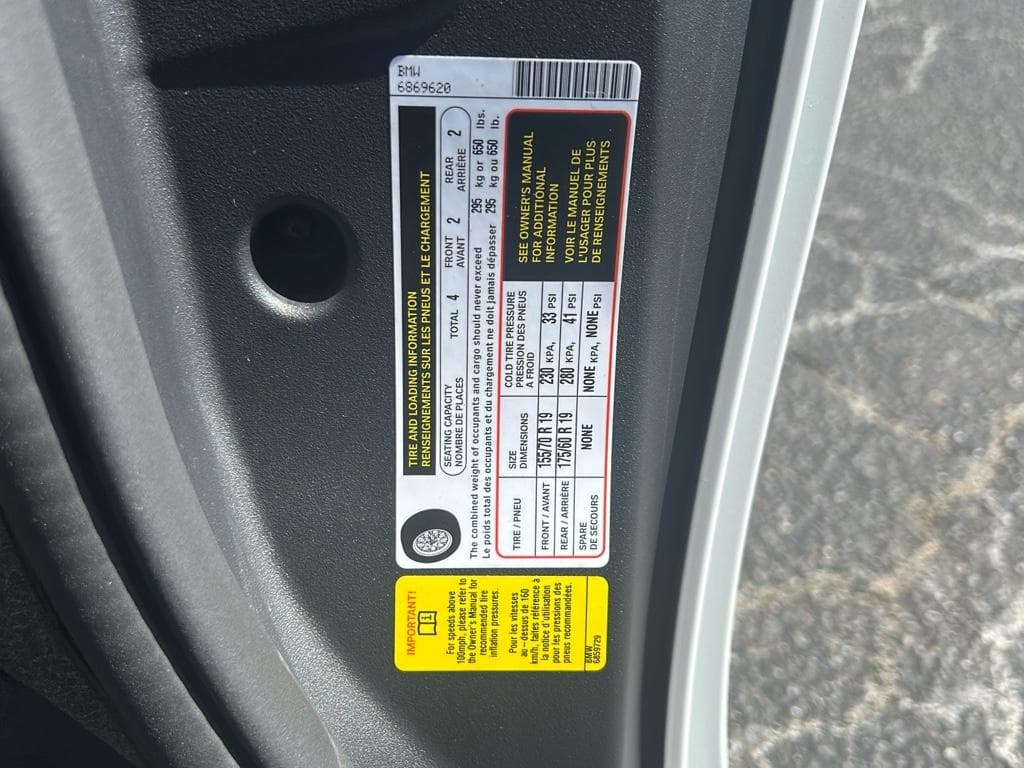 BMW
6869620
TIRE AND LOADING INFORMATION
RENSEIGNEMENTS SUR LES PNEUS ET LE CHARGEMENT
SEATING CAPACITY
NOMBRE DE PLACES
TOTAL 4
FRONT
AVANT
2
REAR
ARRIÈRE
2
The combined weight of occupants and cargo should never exceed 295 kg or 650 lbs.
Le poids total des occupants et du chargement ne doit jamais dépasser 295 kg ou 650 lb.
TIRE / PNEU
SIZE
DIMENSIONS
COLD TIRE PRESSURE
PRESSION DES PNEUS
A FROID
FRONT / AVANT 155/70 R 19 230 KPA, 33 PSI
REAR / ARRIÈRE 175/60 R 19 280 KPA, 41 PSI
SPARE
DE SECOURS
NONE
NONE KPA, NONE PSI
SEE OWNER'S MANUAL
FOR ADDITIONAL
INFORMATION
VOIR LE MANUEL DE
L'USAGER POUR PLUS
DE RENSEIGNEMENTS
IMPORTANT!
For speeds above
100mph, please refer to
the Owner's Manual for
recommended tire
inflation pressures.
Pour les vitesses
au-dessus de 160
km/h, faites référence à
la notice d'utilisation
pour les pressions des
pneus recommandées.
BMW
6859729